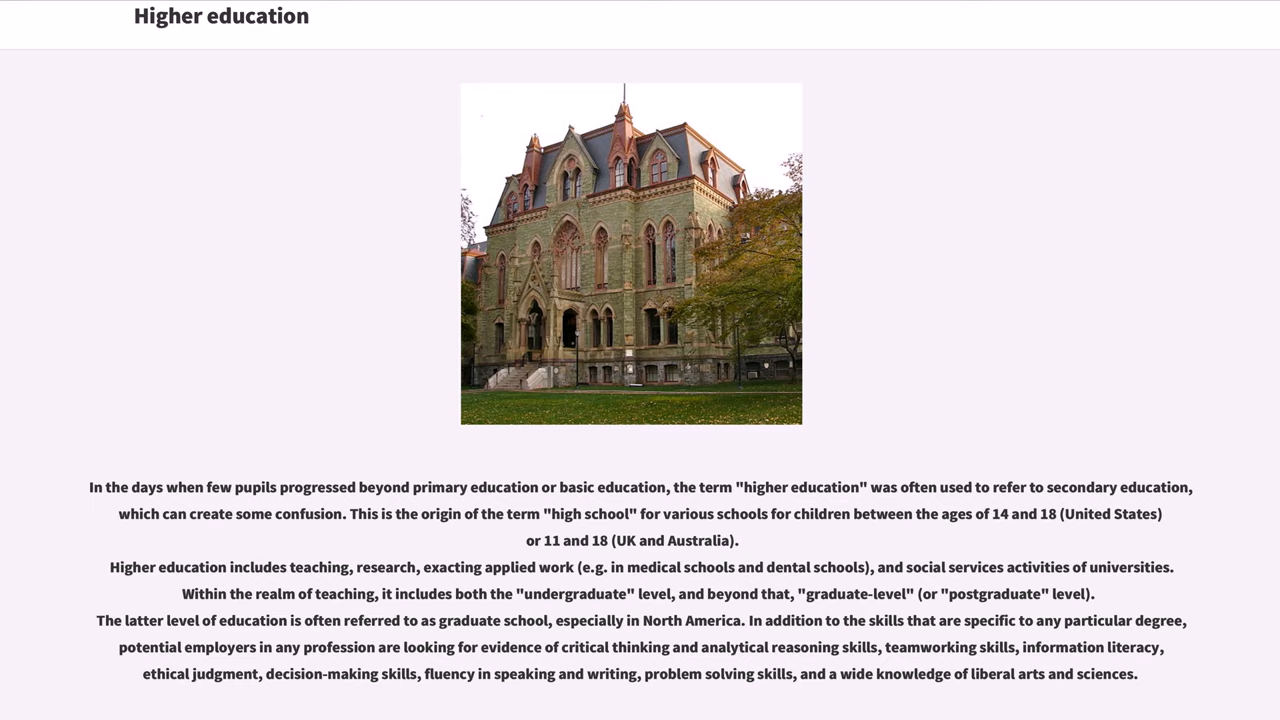 Higher education
In the days when few pupils progressed beyond primary education or basic education, the term "higher education" was often used to refer to secondary education,
which can create some confusion. This is the origin of the term "high school" for various schools for children between the ages of 14 and 18 (United States)
or 11 and 18 (UK and Australia).
Higher education includes teaching, research, exacting applied work (e.g. in medical schools and dental schools), and social services activities of universities.
Within the realm of teaching, it includes both the "undergraduate" level, and beyond that, "graduate-level" (or "postgraduate" level).
The latter level of education is often referred to as graduate school, especially in North America. In addition to the skills that are specific to any particular degree,
potential employers in any profession are looking for evidence of critical thinking and analytical reasoning skills, teamworking skills, information literacy,
ethical judgment, decision-making skills, fluency in speaking and writing, problem solving skills, and a wide knowledge of liberal arts and sciences.